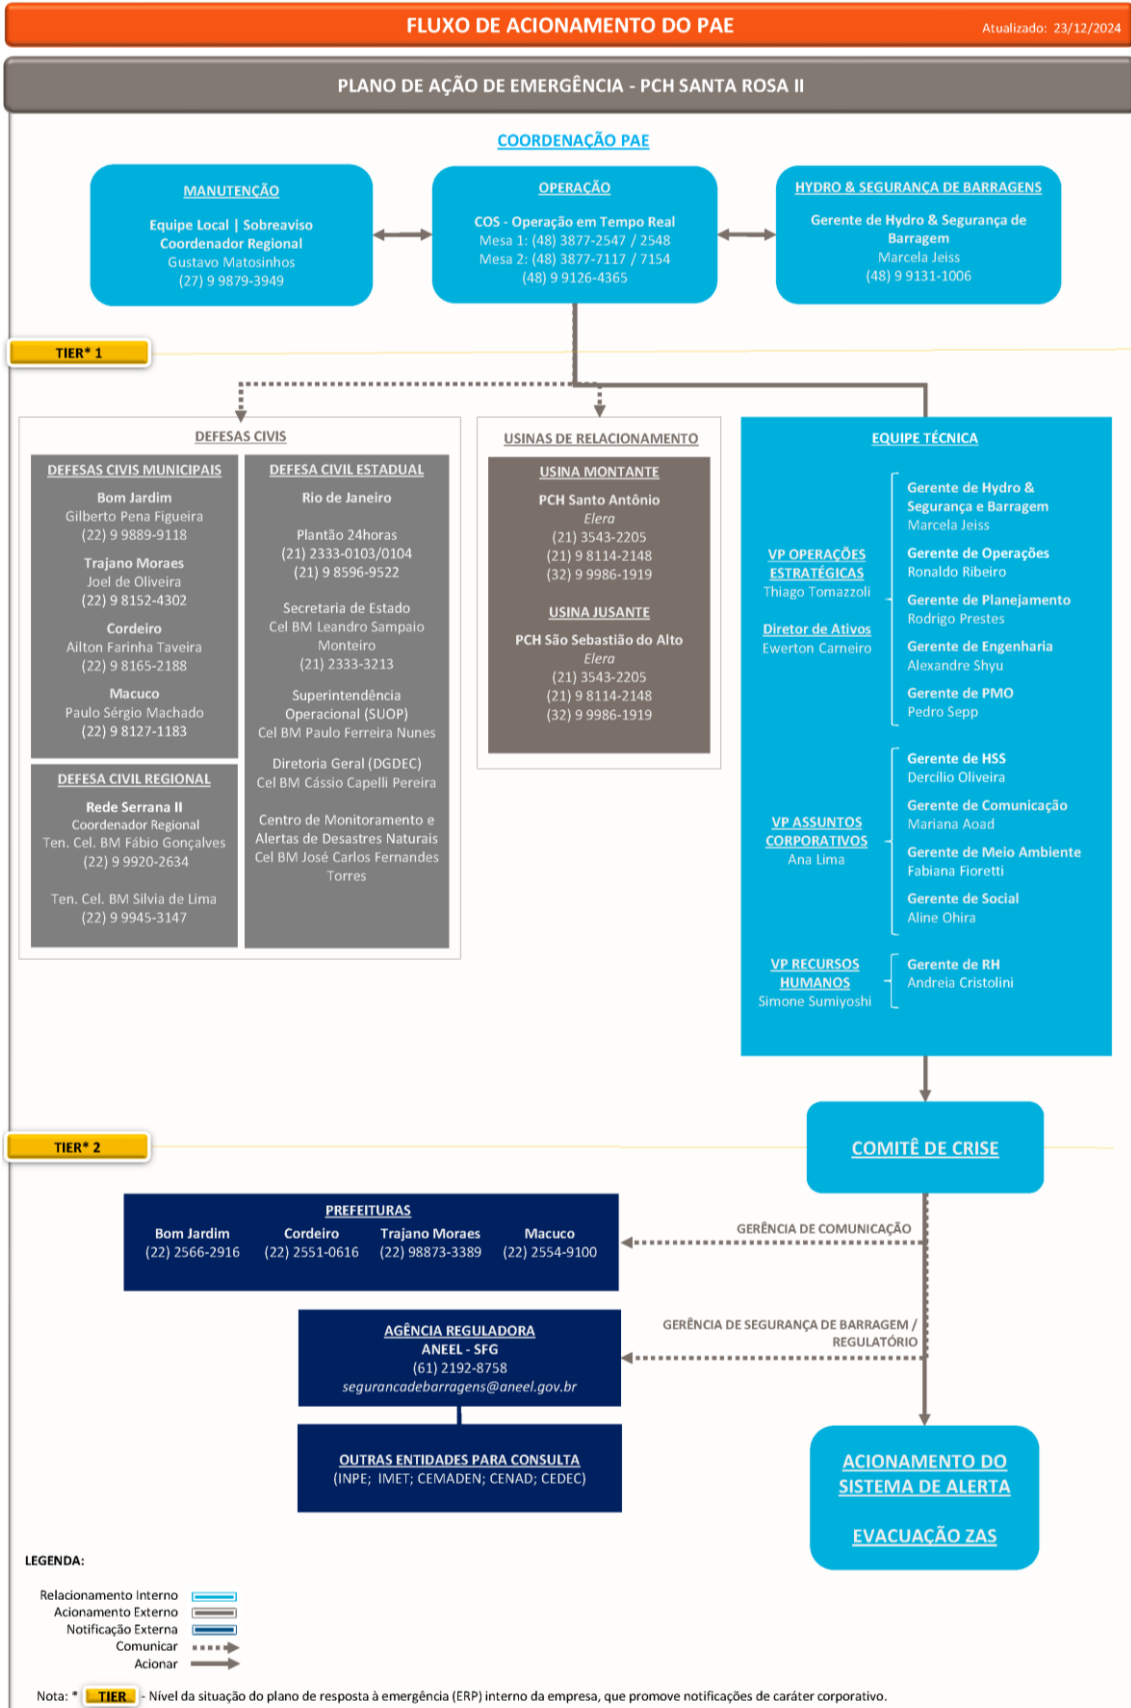 FLUXO DE ACIONAMENTO DO PAE
Atualizado: 23/12/2024
PLANO DE AÇÃO DE EMERGÊNCIA - PCH SANTA ROSA II
COORDENAÇÃO PAE
MANUTENÇÃO
Equipe Local | Sobreaviso
Coordenador Regional
Gustavo Matosinhos
(27) 9 9879-3949
OPERAÇÃO
COS - Operação em Tempo Real
Mesa 1: (48) 3877-2547 / 2548
Mesa 2: (48) 3877-7117 / 7154
(48) 9 9126-4365
HYDRO & SEGURANÇA DE BARRAGENS
Gerente de Hydro & Segurança de
Barragem
Marcela Jeiss
(48) 9 9131-1006
TIER* 1
DEFESAS CIVIS
DEFESAS CIVIS MUNICIPAIS
Bom Jardim
Gilberto Pena Figueira
(22) 9 9889-9118
Trajano Moraes
Joel de Oliveira
(22) 9 8152-4302
Cordeiro
Ailton Farinha Taveira
(22) 9 8165-2188
Macuco
Paulo Sérgio Machado
(22) 9 8127-1183
DEFESA CIVIL REGIONAL
Rede Serrana II
Coordenador Regional
Ten. Cel. BM Fábio Gonçalves
(22) 9 9920-2634
Ten. Cel. BM Silvia de Lima
(22) 9 9945-3147
DEFESA CIVIL ESTADUAL
Rio de Janeiro
Plantão 24horas
(21) 2333-0103/0104
(21) 9 8596-9522
Secretaria de Estado
Cel BM Leandro Sampaio
Monteiro
(21) 2333-3213
Superintendência
Operacional (SUOP)
Cel BM Paulo Ferreira Nunes
Diretoria Geral (DGDEC)
Cel BM Cássio Capelli Pereira
Centro de Monitoramento e
Alertas de Desastres Naturais
Cel BM José Carlos Fernandes
Torres
USINAS DE RELACIONAMENTO
USINA MONTANTE
PCH Santo Antônio
Elera
(21) 3543-2205
(21) 9 8114-2148
(32) 9 9986-1919
USINA JUSANTE
PCH São Sebastião do Alto
Elera
(21) 3543-2205
(21) 9 8114-2148
(32) 9 9986-1919
EQUIPE TÉCNICA
VP OPERAÇÕES
ESTRATÉGICAS
Thiago Tomazzoli
Diretor de Ativos
Ewerton Carneiro
Gerente de Hydro &
Segurança e Barragem
Marcela Jeiss
Gerente de Operações
Ronaldo Ribeiro
Gerente de Planejamento
Rodrigo Prestes
Gerente de Engenharia
Alexandre Shyu
Gerente de PMO
Pedro Sepp
VP ASSUNTOS
CORPORATIVOS
Ana Lima
Gerente de HSS
Dercílio Oliveira
Gerente de Comunicação
Mariana Aoad
Gerente de Meio Ambiente
Fabiana Fioretti
Gerente de Social
Aline Ohira
VP RECURSOS
HUMANOS
Simone Sumiyoshi
Gerente de RH
Andreia Cristolini
TIER* 2
COMITÊ DE CRISE
PREFEITURAS
Bom Jardim Cordeiro Trajano Moraes Macuco
(22) 2566-2916 (22) 2551-0616 (22) 98873-3389 (22) 2554-9100
GERÊNCIA DE COMUNICAÇÃO
AGÊNCIA REGULADORA
ANEEL - SFG
(61) 2192-8758
segurancadebarragens@aneel.gov.br
GERÊNCIA DE SEGURANÇA DE BARRAGEM /
REGULATÓRIO
OUTRAS ENTIDADES PARA CONSULTA
(INPE; IMET; CEMADEN; CENAD; CEDEC)
ACIONAMENTO DO
SISTEMA DE ALERTA
EVACUAÇÃO ZAS
LEGENDA:
Relacionamento Interno
Acionamento Externo
Notificação Externa
Comunicar
Acionar
Nota: * TIER - Nível da situação do plano de resposta à emergência (ERP) interno da empresa, que promove notificações de caráter corporativo.